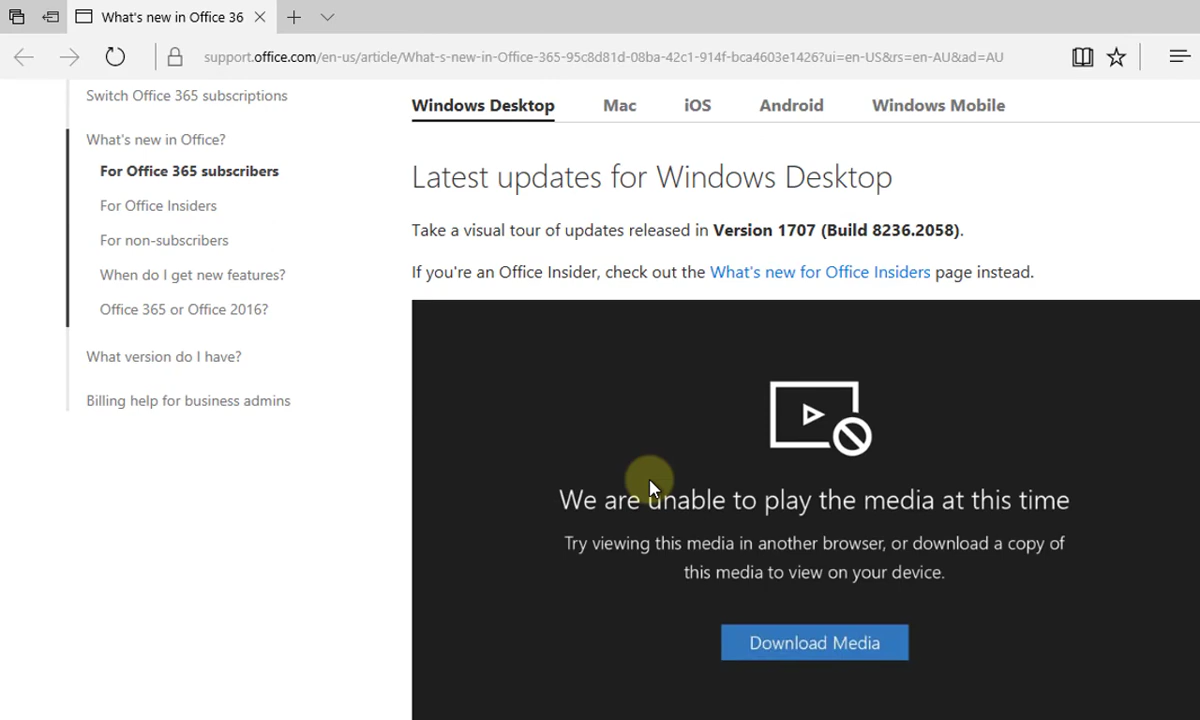 What's new in Office 36
support.office.com/en-us/article/What-s-new-in-Office-365-95c8d81d-08ba-42c1-914f-bca4603e1426?ui=en-US&rs=en-AU&ad=AU
Switch Office 365 subscriptions
What's new in Office?
For Office 365 subscribers
For Office Insiders
For non-subscribers
When do I get new features?
Office 365 or Office 2016?
What version do I have?
Billing help for business admins
Windows Desktop Mac iOS Android Windows Mobile
Latest updates for Windows Desktop
Take a visual tour of updates released in Version 1707 (Build 8236.2058).
If you're an Office Insider, check out the What's new for Office Insiders page instead.
We are unable to play the media at this time
Try viewing this media in another browser, or download a copy of
this media to view on your device.
Download Media